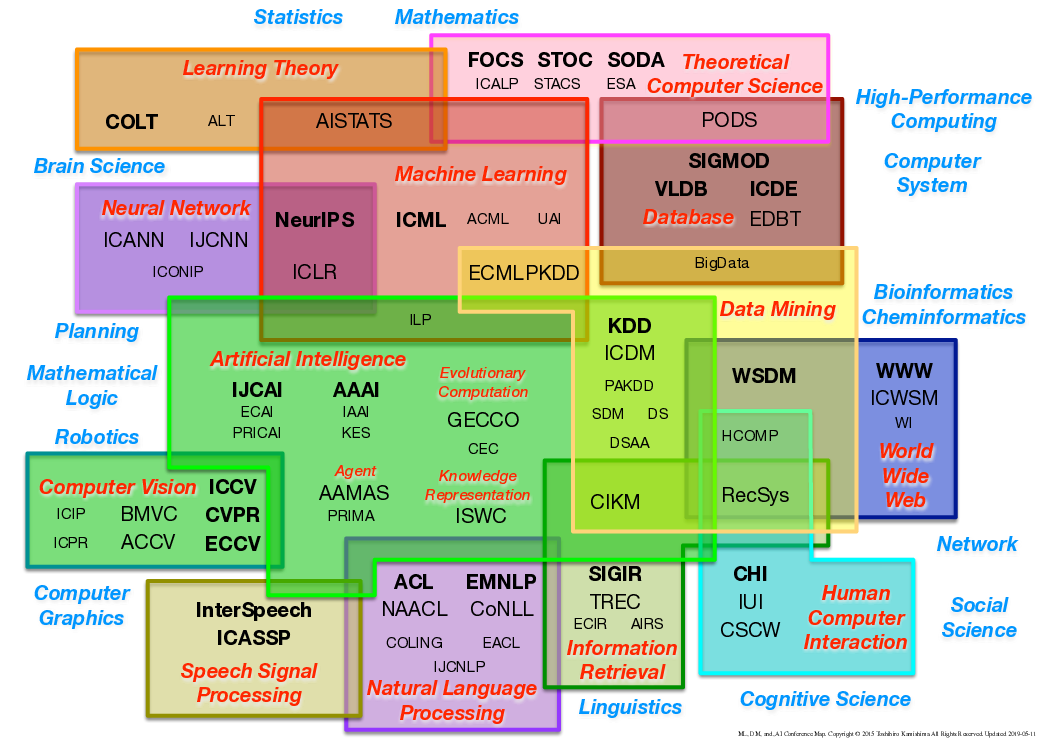 Statistics
Mathematics
Learning Theory
FOCS STOC SODA
ICALP STACS ESA
Theoretical
Computer Science
High-Performance
Computing
COLT ALT AISTATS
PODS
Brain Science
Machine Learning
SIGMOD
VLDB ICDE
Database EDBT
Computer
System
Neural Network
ICANN IJCNN
ICONIP
NeurIPS
ICLR
ICML ACML UAI
ECMLPKDD
BigData
Data Mining
Bioinformatics
Cheminformatics
Planning
ILP
KDD
ICDM
PAKDD
SDM DS
DSAA
Artificial Intelligence
IJCAI AAAI
ECAI IAAI
PRICAI KES
Evolutionary
Computation
GECCO
CEC
Mathematical
Logic
WSDM
HCOMP
RecSys
WWW
ICWSM
WI
World
Wide
Web
Robotics
Agent
AAMAS
PRIMA
Knowledge
Representation
ISWC
CIKM
Computer Vision ICCV
ICIP BMVC CVPR
ICPR ACCV ECCV
Network
Computer
Graphics
InterSpeech
ICASSP
Speech Signal
Processing
ACL EMNLP
NAACL CoNLL
COLING EACL
IJCNLP
Natural Language
Processing
SIGIR
TREC
ECIR AIRS
Information
Retrieval
CHI
IUI
CSCW
Human
Computer
Interaction
Social
Science
Linguistics
Cognitive Science
ML, DM, and, AI Conference Map. Copyright © 2015 Toshihiro Kamishima All Rights Reserved. Updated 2019-05-11